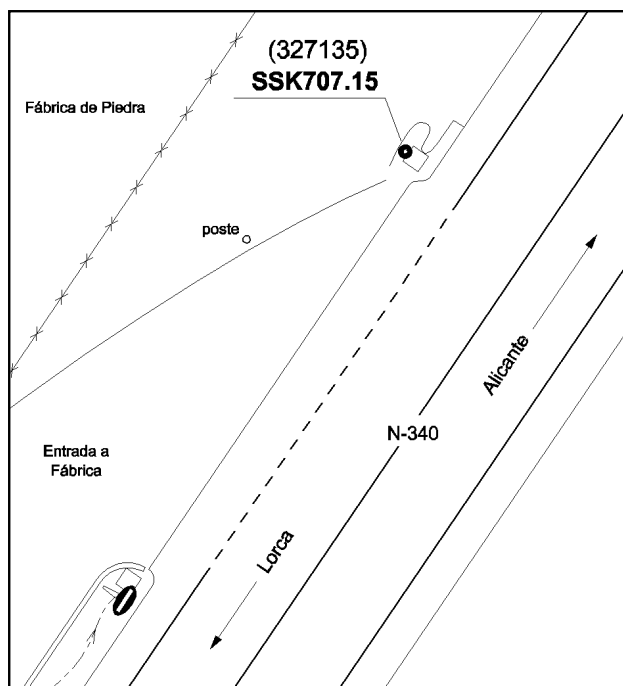 (327135)
SSK707.15
Fábrica de Piedra
poste
Alicante
N-340
Entrada a
Fábrica
Lorca